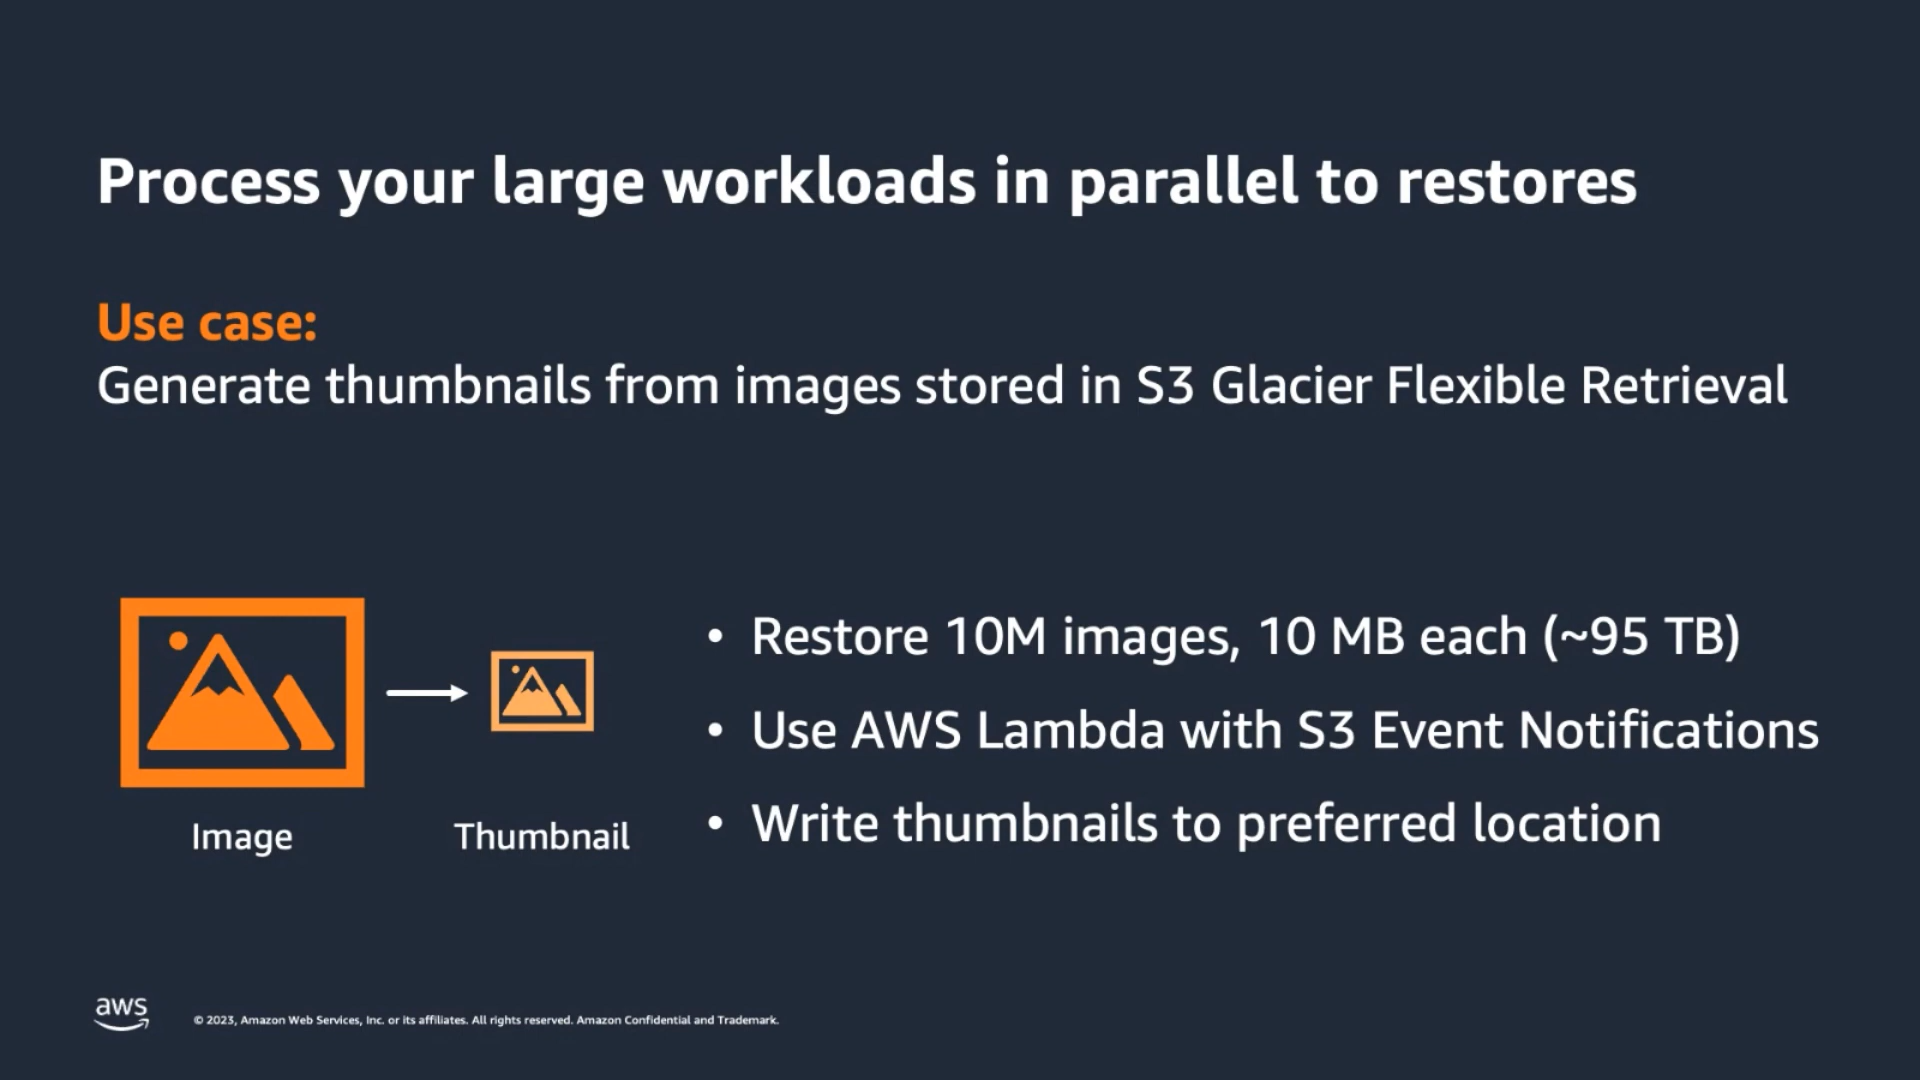 Process your large workloads in parallel to restores
Use case:
Generate thumbnails from images stored in S3 Glacier Flexible Retrieval
• Restore 10M images, 10 MB each (~95 TB)
• Use AWS Lambda with S3 Event Notifications
• Write thumbnails to preferred location
Image
Thumbnail
aws
© 2023, Amazon Web Services, Inc. or its affiliates. All rights reserved. Amazon Confidential and Trademark.